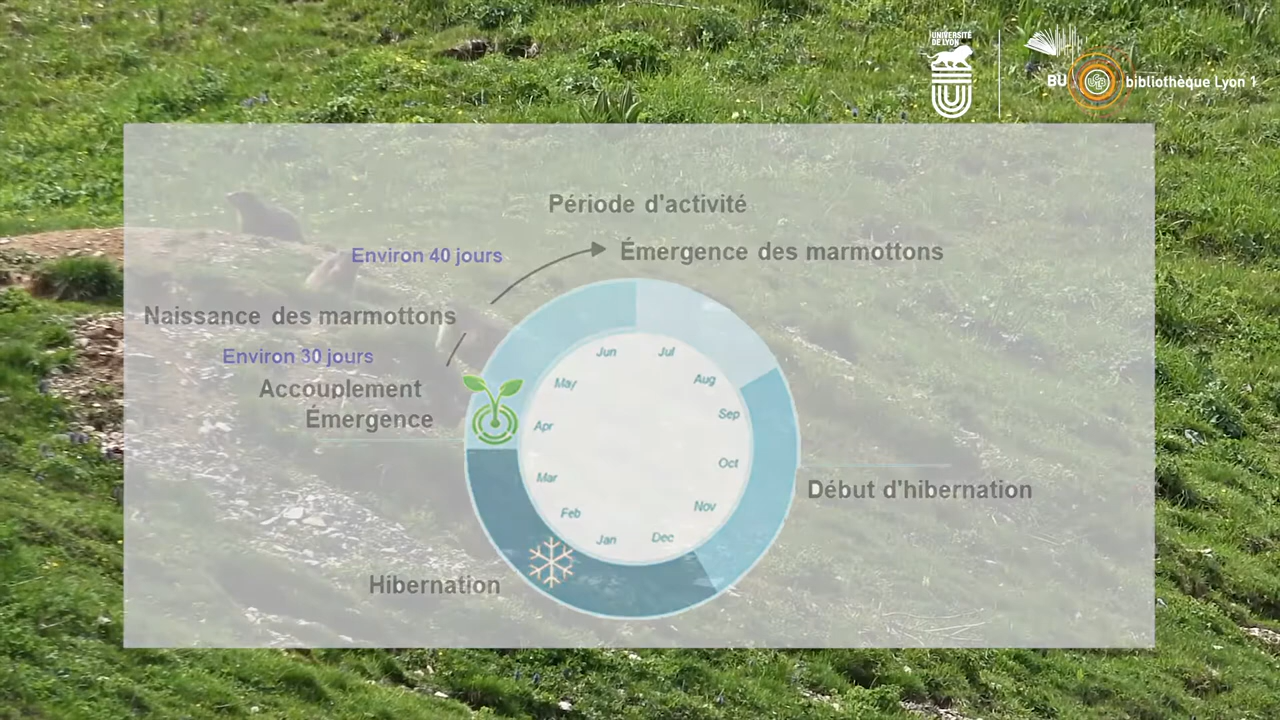 UNIVERSITÉ
DE LYON
BU
bibliothèque Lyon 1
Période d'activité
Environ 40 jours
Émergence des marmottons
Naissance des marmottons
Environ 30 jours
Accouplement
Émergence
Jun
Jul
May
Aug
Apr
Sep
Mar
Oct
Feb
Nov
Jan
Dec
Début d'hibernation
Hibernation